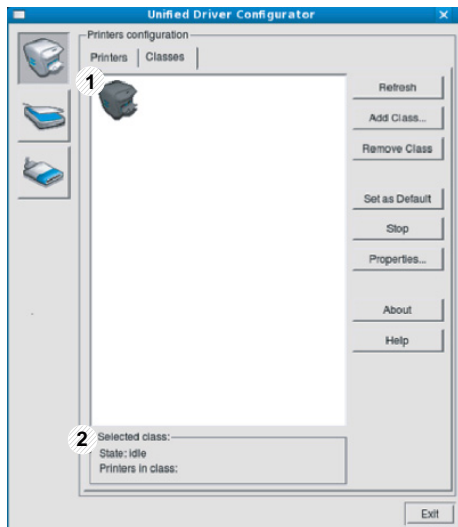 Unified Driver Configurator
Printers configuration
Printers Classes
1
Refresh
Add Class...
Remove Class
Set as Default
Stop
Properties...
About
Help
2
Selected class:
State: Idle
Printers in class:
Exit